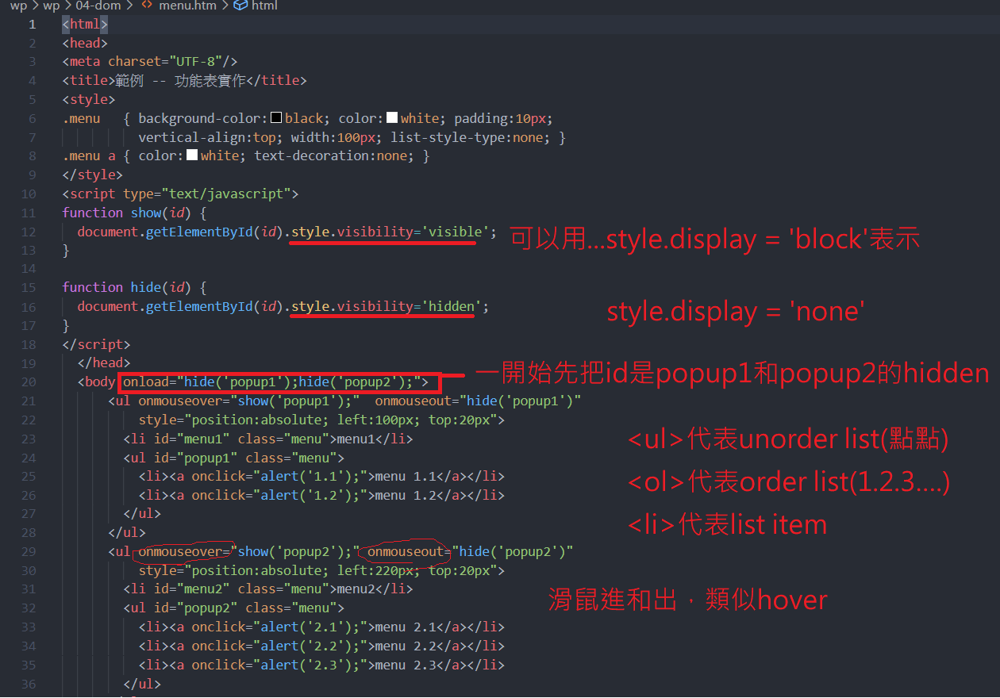 wp > wp > 04-dom > <> menu.htm > html
1 <html>
2 <head>
3 <meta charset="UTF-8"/>
4 <title>範例 -- 功能表實作</title>
5 <style>
6 .menu { background-color:black; color:white; padding:10px;
7 vertical-align:top; width:100px; list-style-type:none; }
8 .menu a { color:white; text-decoration:none; }
9 </style>
10 <script type="text/javascript">
11 function show(id) {
12 document.getElementById(id).style.visibility='visible'; 可以用...style.display = 'block'表示
13 }
14
15 function hide(id) {
16 document.getElementById(id).style.visibility='hidden'; style.display = 'none'
17 }
18 </script>
19 </head>
20 <body onload="hide('popup1');hide('popup2');"> 一開始先把id是popup1和popup2的hidden
21 <ul onmouseover="show('popup1');" onmouseout="hide('popup1')"
22 style="position:absolute; left:100px; top:20px">
23 <li id="menu1" class="menu">menu1</li> <ul>代表unorder list(點點)
24 <ul id="popup1" class="menu">
25 <li><a onclick="alert('1.1');">menu 1.1</a></li> <ol>代表order list(1.2.3....)
26 <li><a onclick="alert('1.2');">menu 1.2</a></li>
27 </ul> <li>代表list item
28 </ul>
29 <ul onmouseover="show('popup2');" onmouseout="hide('popup2')"
30 style="position:absolute; left:220px; top:20px">
31 <li id="menu2" class="menu">menu2</li> 滑鼠進和出，類似hover
32 <ul id="popup2" class="menu">
33 <li><a onclick="alert('2.1');">menu 2.1</a></li>
34 <li><a onclick="alert('2.2');">menu 2.2</a></li>
35 <li><a onclick="alert('2.3');">menu 2.3</a></li>
36 </ul>